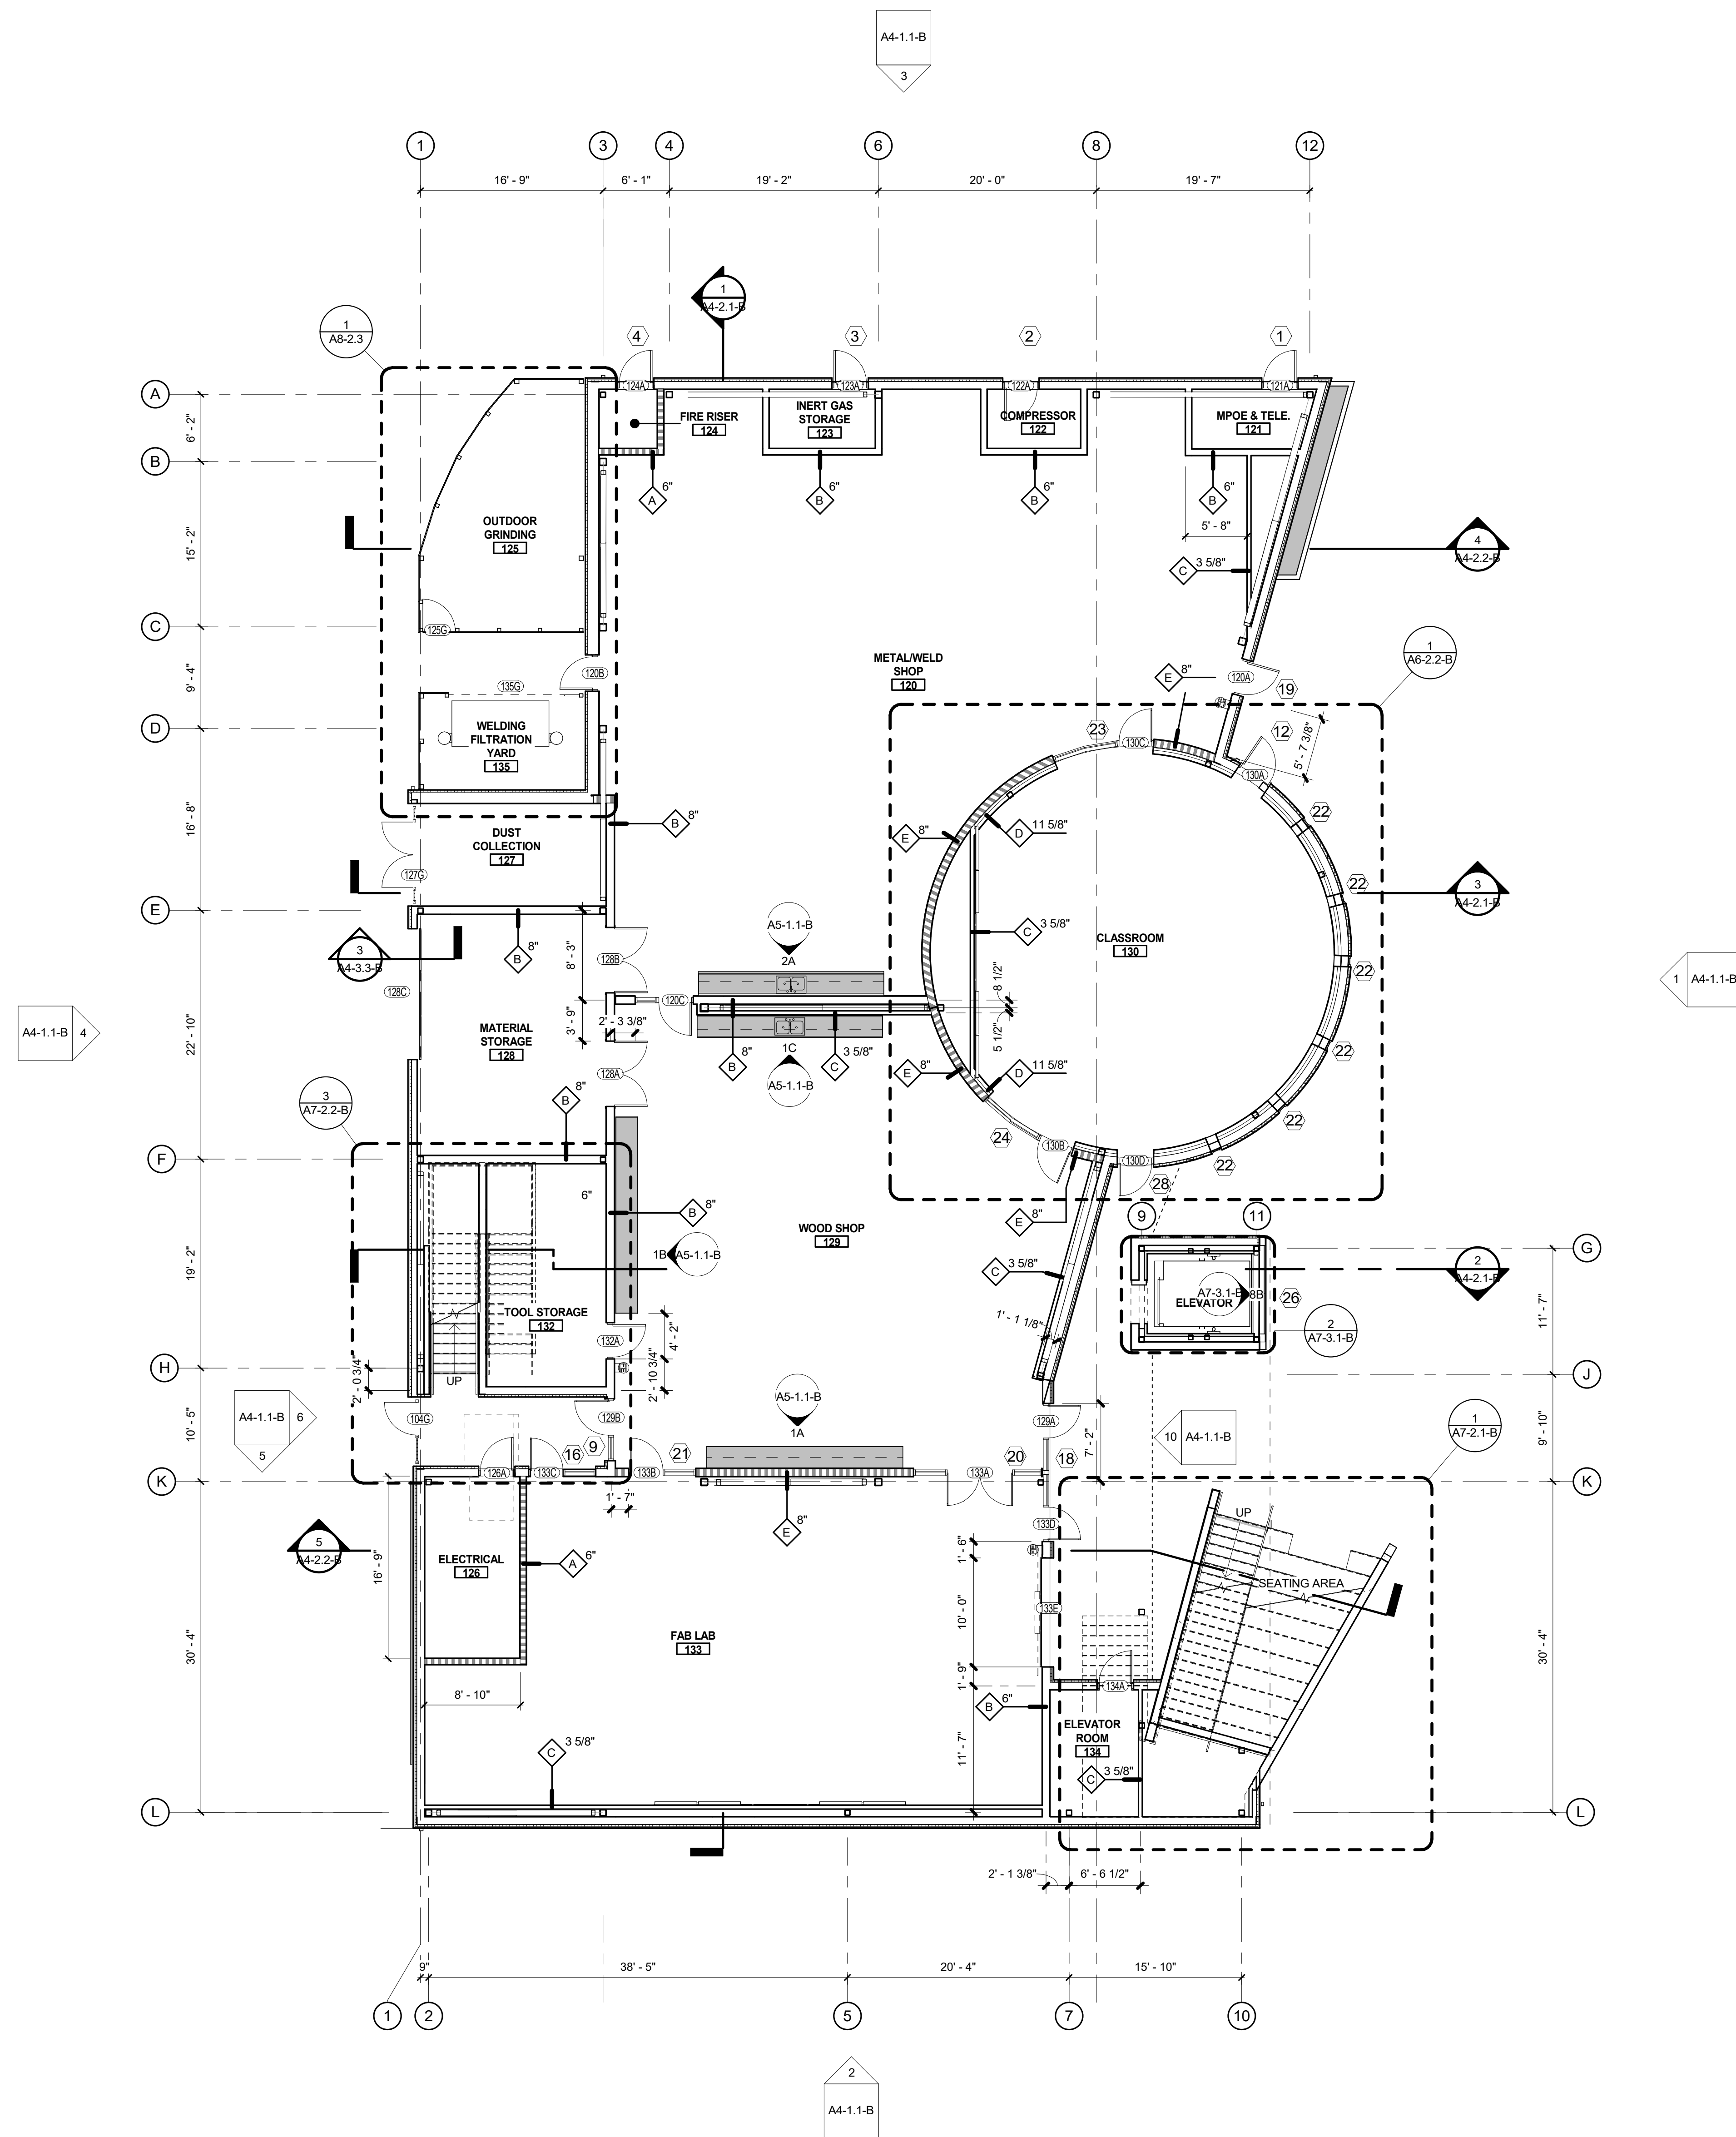 A4-1.1-B
3
1
3
4
6
8
12
16' - 9"
6' - 1"
19' - 2"
20' - 0"
19' - 7"
1
A4-2.1-B
1
A8-2.3
4
3
2
1
124A
123A
122A
121A
A
FIRE RISER
124
INERT GAS
STORAGE
123
COMPRESSOR
122
MPOE & TELE.
121
6' - 2"
B
A
6"
B
6"
B
6"
B
6"
OUTDOOR
GRINDING
125
15' - 2"
5' - 8"
4
A4-2.2-B
C
3 5/8"
C
125G
1
A6-2.2-B
METAL/WELD
SHOP
120
120B
9' - 4"
135G
E
8"
120A
19
D
WELDING
FILTRATION
YARD
135
23
130C
12
5' - 7 3/8"
130A
16' - 8"
DUST
COLLECTION
127
B
8"
E
8"
D
11 5/8"
22
127G
22
3
A4-2.1-B
E
A5-1.1-B
2A
C
3 5/8"
CLASSROOM
130
3
A4-3.3-B
B
8"
8' - 3"
128B
128C
8 1/2"
22
1
A4-1.1-B
120C
A4-1.1-B
4
22' - 10"
MATERIAL
STORAGE
128
3' - 9"
2' - 3 3/8"
5 1/2"
1C
B
8"
C
3 5/8"
A5-1.1-B
22
128A
E
8"
D
11 5/8"
3
A7-2.2-B
B
8"
22
24
130B
130D
22
F
28
6"
B
8"
E
8"
9
11
WOOD SHOP
129
G
1B
A5-1.1-B
C
3 5/8"
2
A4-2.1-B
19' - 2"
TOOL STORAGE
132
A7-3.1-B
8B
ELEVATOR
26
11' - 7"
1' - 1 1/8"
2
A7-3.1-B
132A
4' - 2"
H
UP
2' - 0 3/4"
2' - 10 3/4"
J
A4-1.1-B
6
5
104G
129B
A5-1.1-B
1A
129A
10
A4-1.1-B
1
A7-2.1-B
10' - 5"
16
9
21
20
18
7' - 2"
9' - 10"
126A
133C
133B
133A
K
K
1' - 7"
E
8"
UP
133D
5
A4-2.2-B
16' - 9"
ELECTRICAL
126
A
6"
1' - 6"
SEATING AREA
10' - 0"
133E
30' - 4"
FAB LAB
133
30' - 4"
1' - 9"
134A
8' - 10"
B
6"
ELEVATOR
ROOM
134
C
3 5/8"
11' - 7"
C
3 5/8"
L
L
2' - 1 3/8"
6' - 6 1/2"
9"
38' - 5"
20' - 4"
15' - 10"
1
2
5
7
10
2
A4-1.1-B